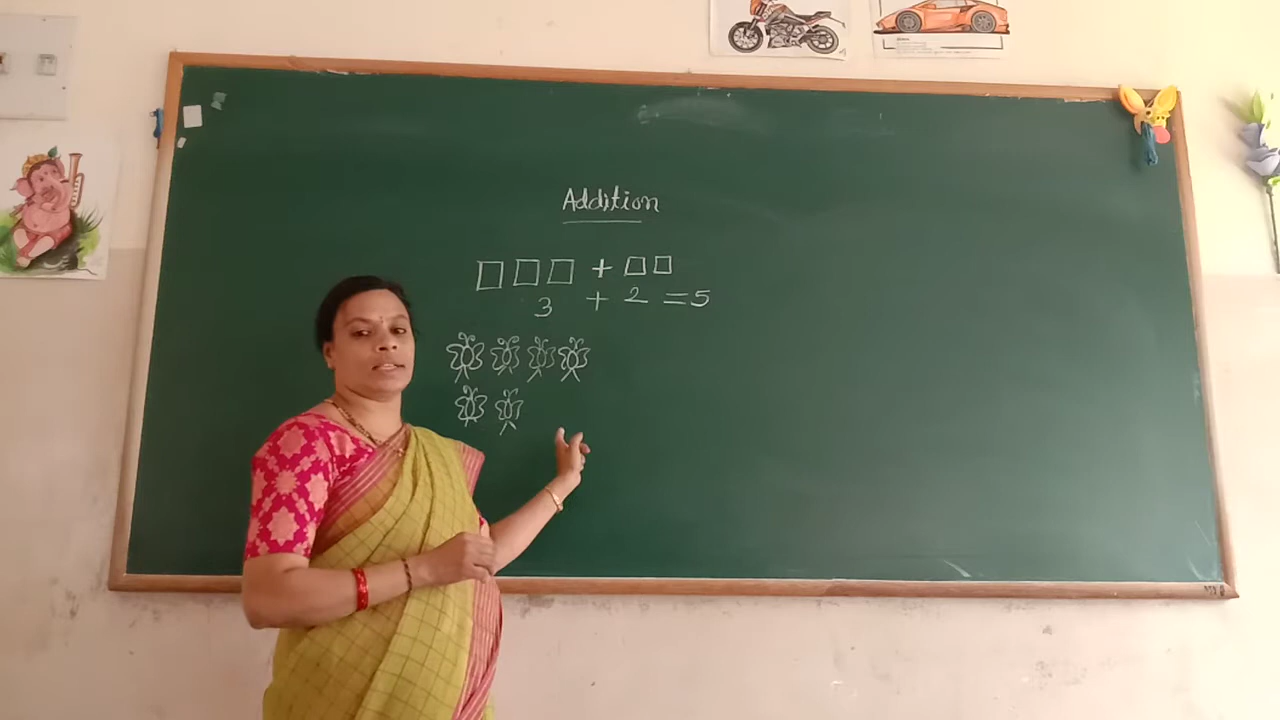 Addition
□ □ □ + □ □
3 + 2 = 5